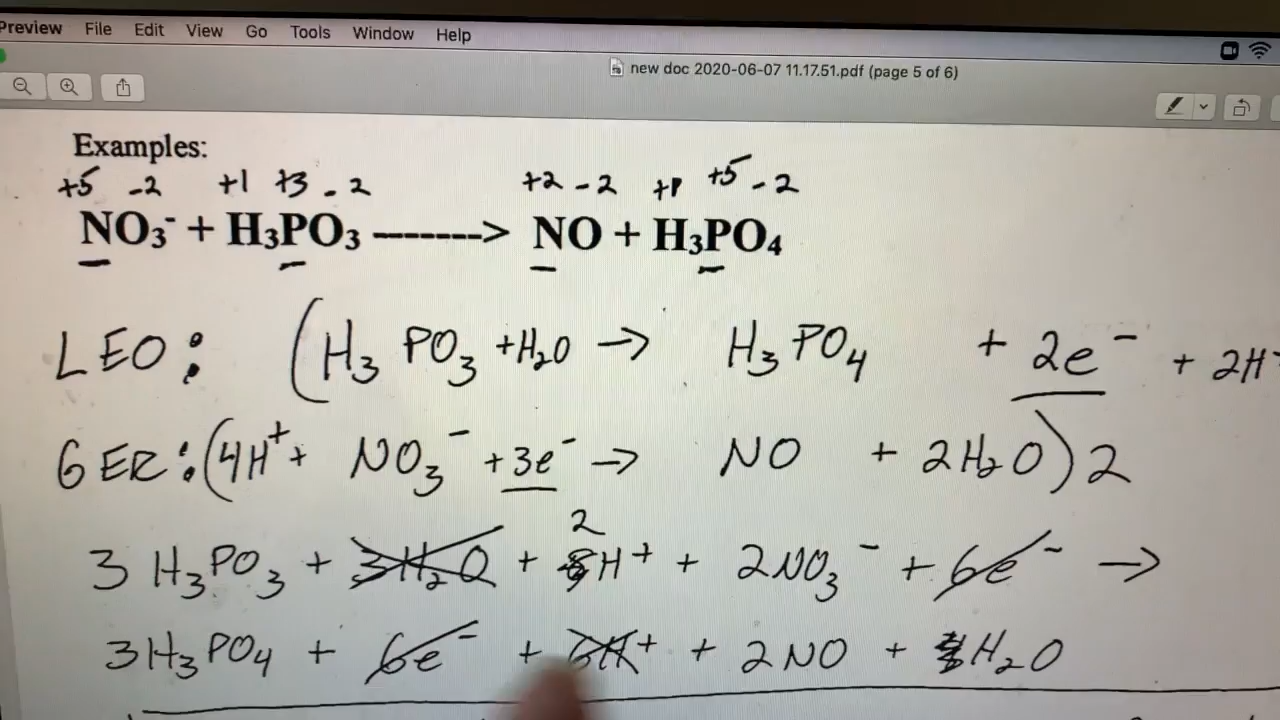 Preview File Edit View Go Tools Window Help
new doc 2020-06-07 11.17.51.pdf (page 5 of 6)
Examples:
+5 -2 +1 +3 -2 +2 -2 +1 +5 -2
NO₃⁻ + H₃PO₃ -------> NO + H₃PO₄
LEO: (H₃PO₃ + H₂O → H₃PO₄ + 2e⁻ + 2H⁺
GER: (4H⁺ + NO₃⁻ + 3e⁻ → NO + 2H₂O) 2
2
3H₃PO₃ + 3H₂O + 8H⁺ + 2NO₃⁻ + 6e⁻ →
3H₃PO₄ + 6e⁻ + 6H⁺ + 2NO + H₂O